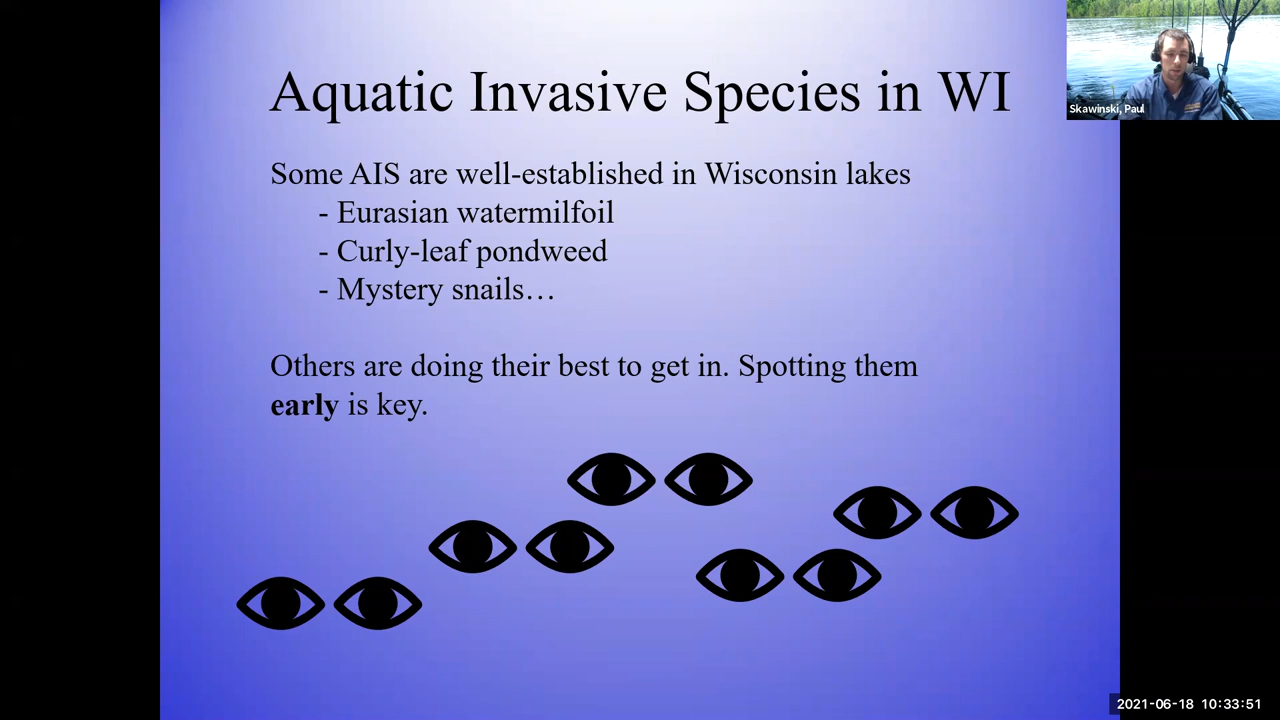 Aquatic Invasive Species in WI
Some AIS are well-established in Wisconsin lakes
- Eurasian watermilfoil
- Curly-leaf pondweed
- Mystery snails…
Others are doing their best to get in. Spotting them
early is key.
Skawinski, Paul
2021-06-18 10:33:51